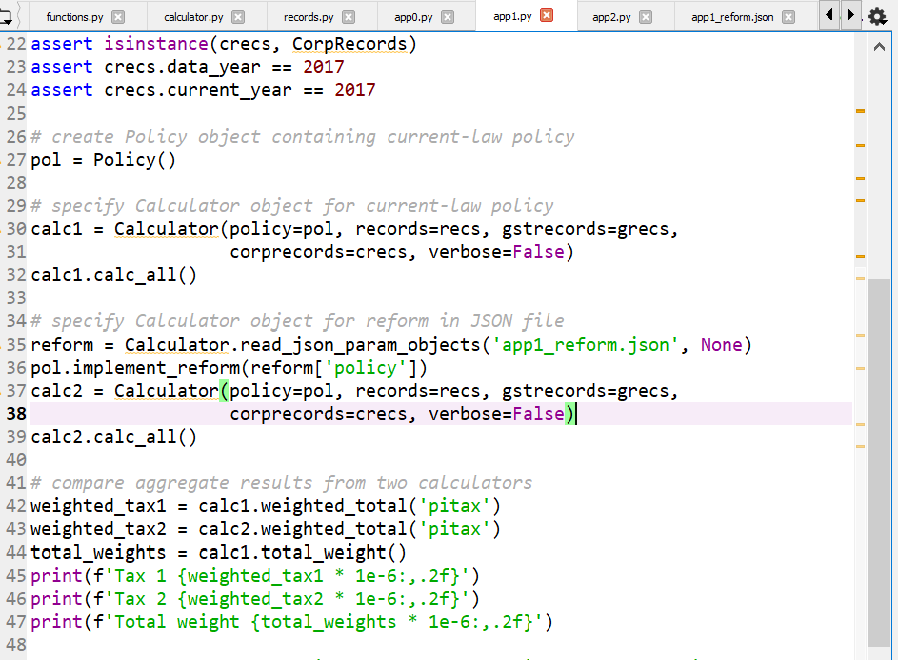 functions.py calculator.py records.py app0.py app1.py app2.py app1_reform.json
22 assert isinstance(crecs, CorpRecords)
23 assert crecs.data_year == 2017
24 assert crecs.current_year == 2017
25
26 # create Policy object containing current-law policy
27 pol = Policy()
28
29 # specify Calculator object for current-law policy
30 calc1 = Calculator(policy=pol, records=recs, gstrecords=grecs,
31                    corprecords=crecs, verbose=False)
32 calc1.calc_all()
33
34 # specify Calculator object for reform in JSON file
35 reform = Calculator.read_json_param_objects('app1_reform.json', None)
36 pol.implement_reform(reform['policy'])
37 calc2 = Calculator(policy=pol, records=recs, gstrecords=grecs,
38                    corprecords=crecs, verbose=False)
39 calc2.calc_all()
40
41 # compare aggregate results from two calculators
42 weighted_tax1 = calc1.weighted_total('pitax')
43 weighted_tax2 = calc2.weighted_total('pitax')
44 total_weights = calc1.total_weight()
45 print(f'Tax 1 {weighted_tax1 * 1e-6:,.2f}')
46 print(f'Tax 2 {weighted_tax2 * 1e-6:,.2f}')
47 print(f'Total weight {total_weights * 1e-6:,.2f}')
48